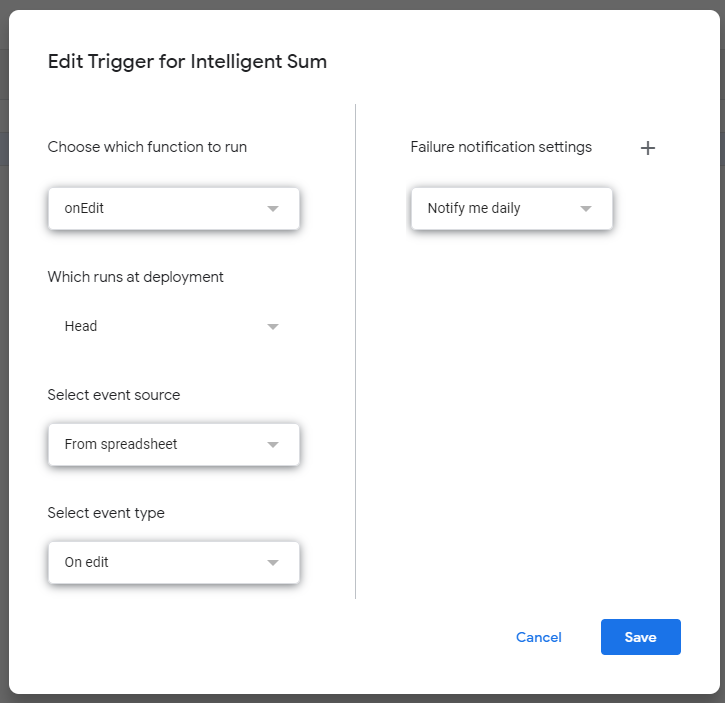 Edit Trigger for Intelligent Sum
Choose which function to run
onEdit
Which runs at deployment
Head
Select event source
From spreadsheet
Select event type
On edit
Failure notification settings
Notify me daily
Cancel
Save